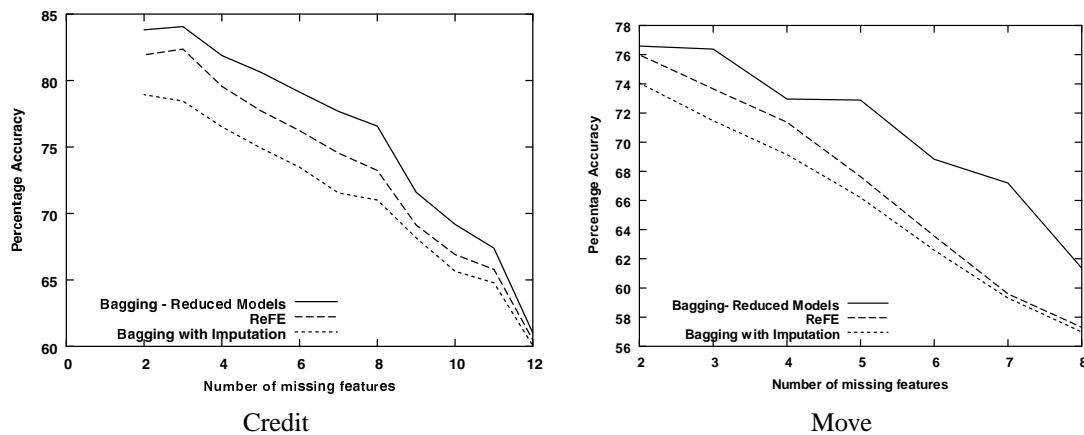 85
80
75
70
65
60
Percentage Accuracy
Bagging - Reduced Models
ReFE
Bagging with Imputation
0 2 4 6 8 10 12
Number of missing features
Credit
78
76
74
72
70
68
66
64
62
60
58
56
Percentage Accuracy
Bagging- Reduced Models
ReFE
Bagging with Imputation
2 3 4 5 6 7 8
Number of missing features
Move